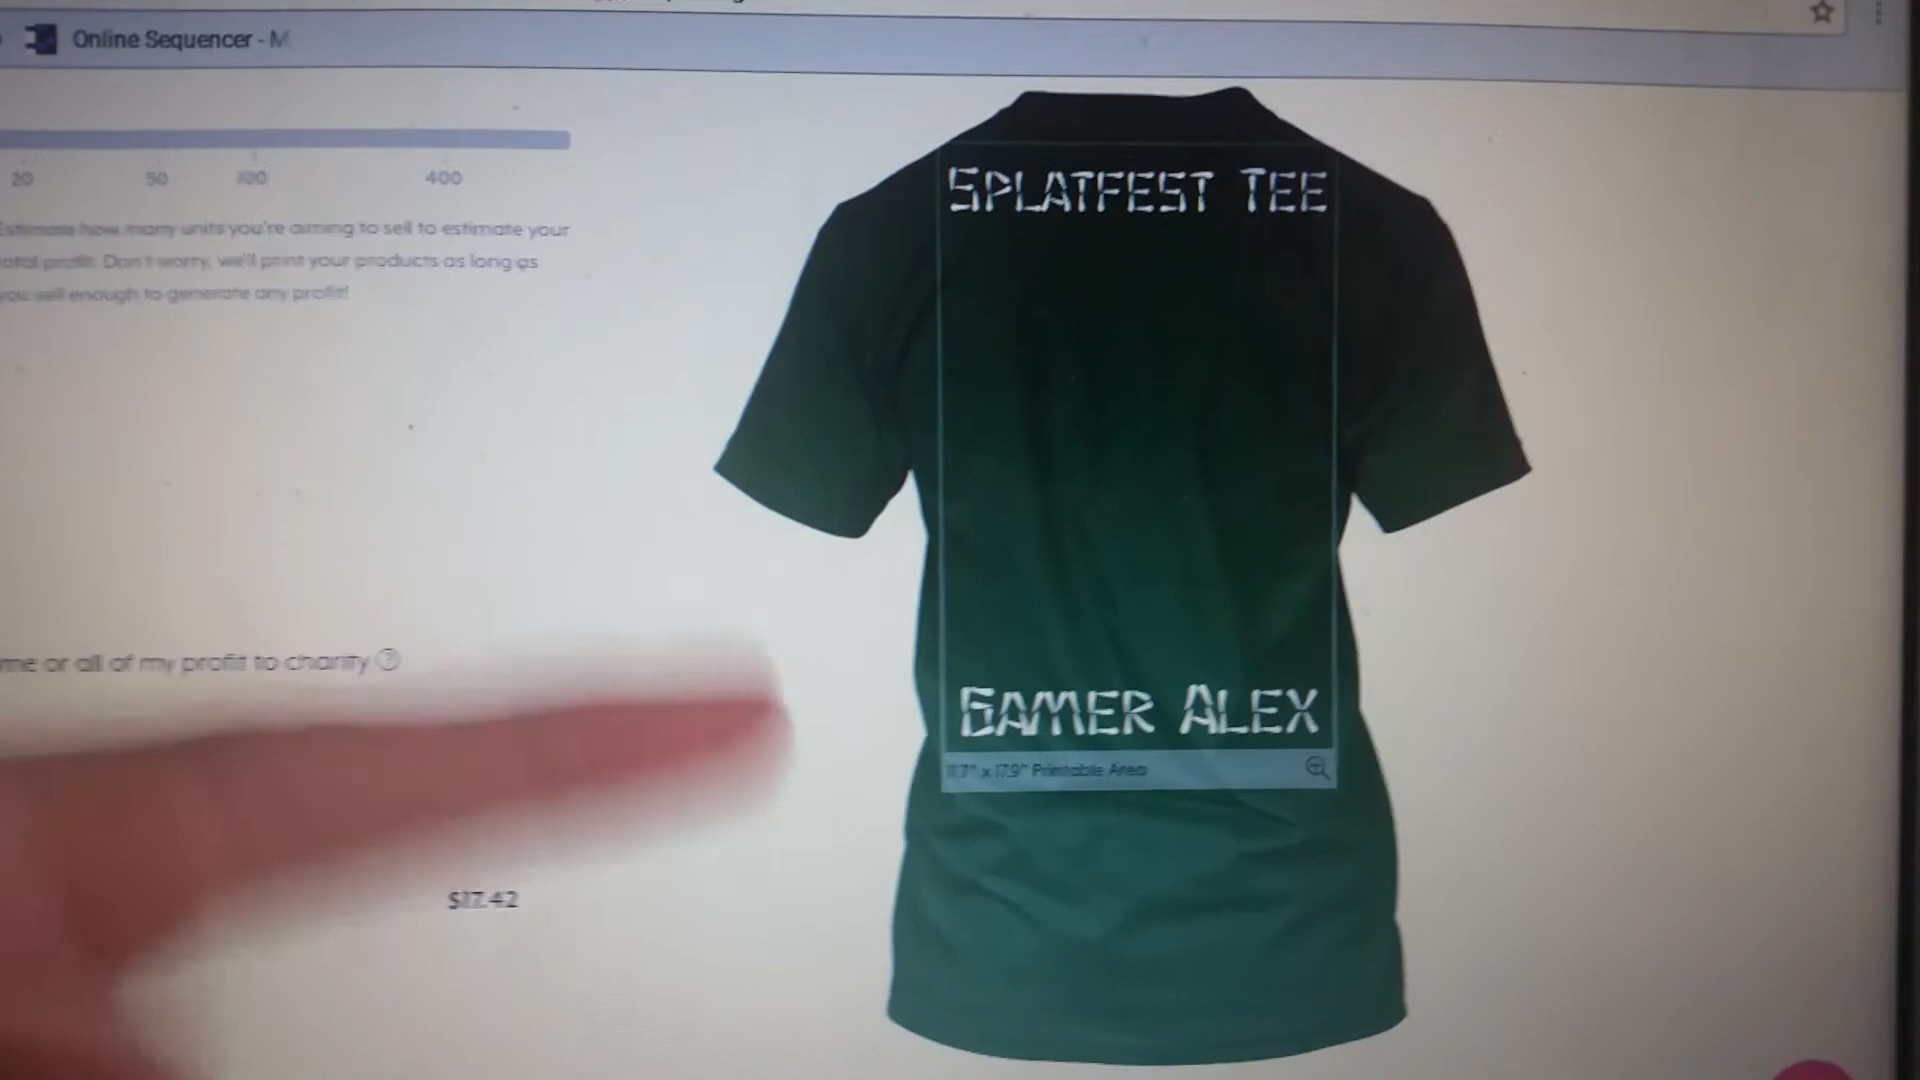 Online Sequencer - M
20 50 100 400
Estimate how many units you're aiming to sell to estimate your
total profit. Don't worry, we'll print your products as long as
you sell enough to generate any profit!
me or all of my profit to charity
$17.42
SPLATFEST TEE
GAMER ALEX
x 17.9" Printable Area